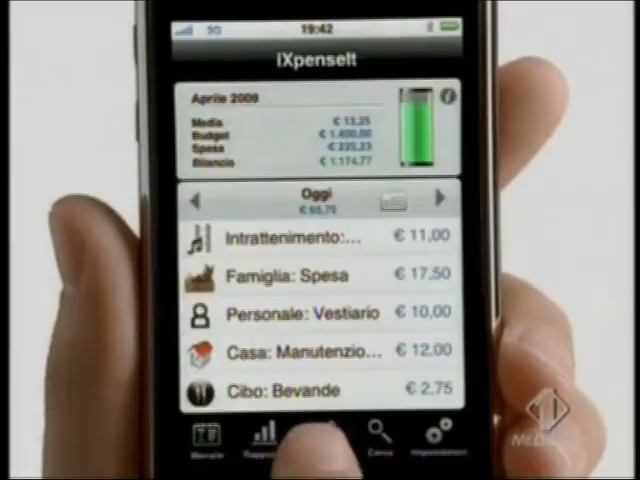 3G 19:42
iXpenseIt
Aprile 2009
Media € 13,25
Budget € 1.400,00
Spesa € 225,23
Bilancio € 1.174,77
Oggi
€ 65,75
Intrattenimento:... € 11,00
Famiglia: Spesa € 17,50
Personale: Vestiario € 10,00
Casa: Manutenzio... € 12,00
Cibo: Bevande € 2,75
Mensile Cerca Impostazioni